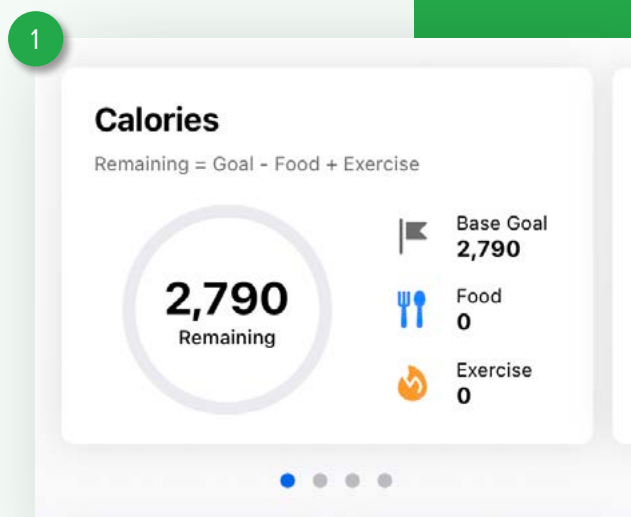 1
Calories
Remaining = Goal - Food + Exercise
2,790
Remaining
Base Goal
2,790
Food
0
Exercise
0